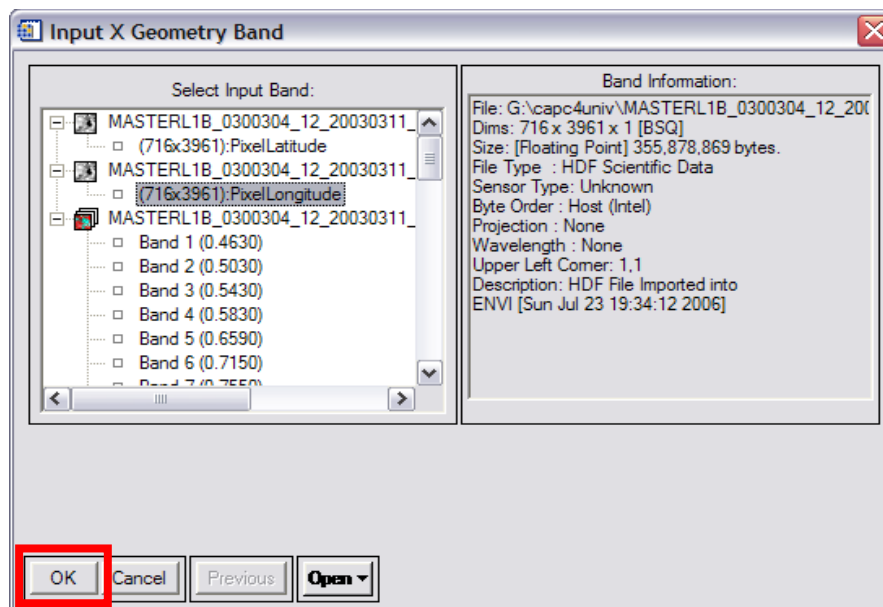 Input X Geometry Band
Select Input Band:
MASTERL1B_0300304_12_20030311_
(716x3961):PixelLatitude
MASTERL1B_0300304_12_20030311_
(716x3961):PixelLongitude
MASTERL1B_0300304_12_20030311_
Band 1 (0.4630)
Band 2 (0.5030)
Band 3 (0.5430)
Band 4 (0.5830)
Band 5 (0.6590)
Band 6 (0.7150)
Band 7 (0.7550)
Band Information:
File: G:\capc4univ\MASTERL1B_0300304_12_200
Dims: 716 x 3961 x 1 [BSQ]
Size: [Floating Point] 355,878,869 bytes.
File Type : HDF Scientific Data
Sensor Type: Unknown
Byte Order : Host (Intel)
Projection : None
Wavelength : None
Upper Left Corner: 1,1
Description: HDF File Imported into
ENVI [Sun Jul 23 19:34:12 2006]
OK Cancel Previous Open